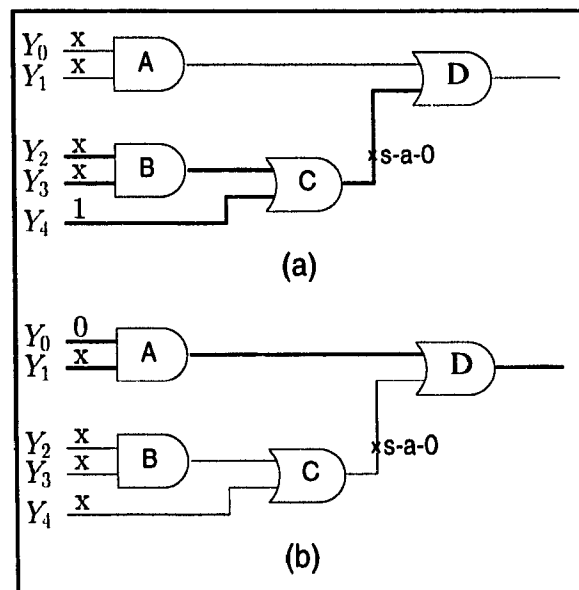 Y0 x
Y1 x
A
D
Y2 x
Y3 x
B
s-a-0
C
Y4 1
(a)
Y0 0
Y1 x
A
D
Y2 x
Y3 x
B
s-a-0
C
Y4 x
(b)